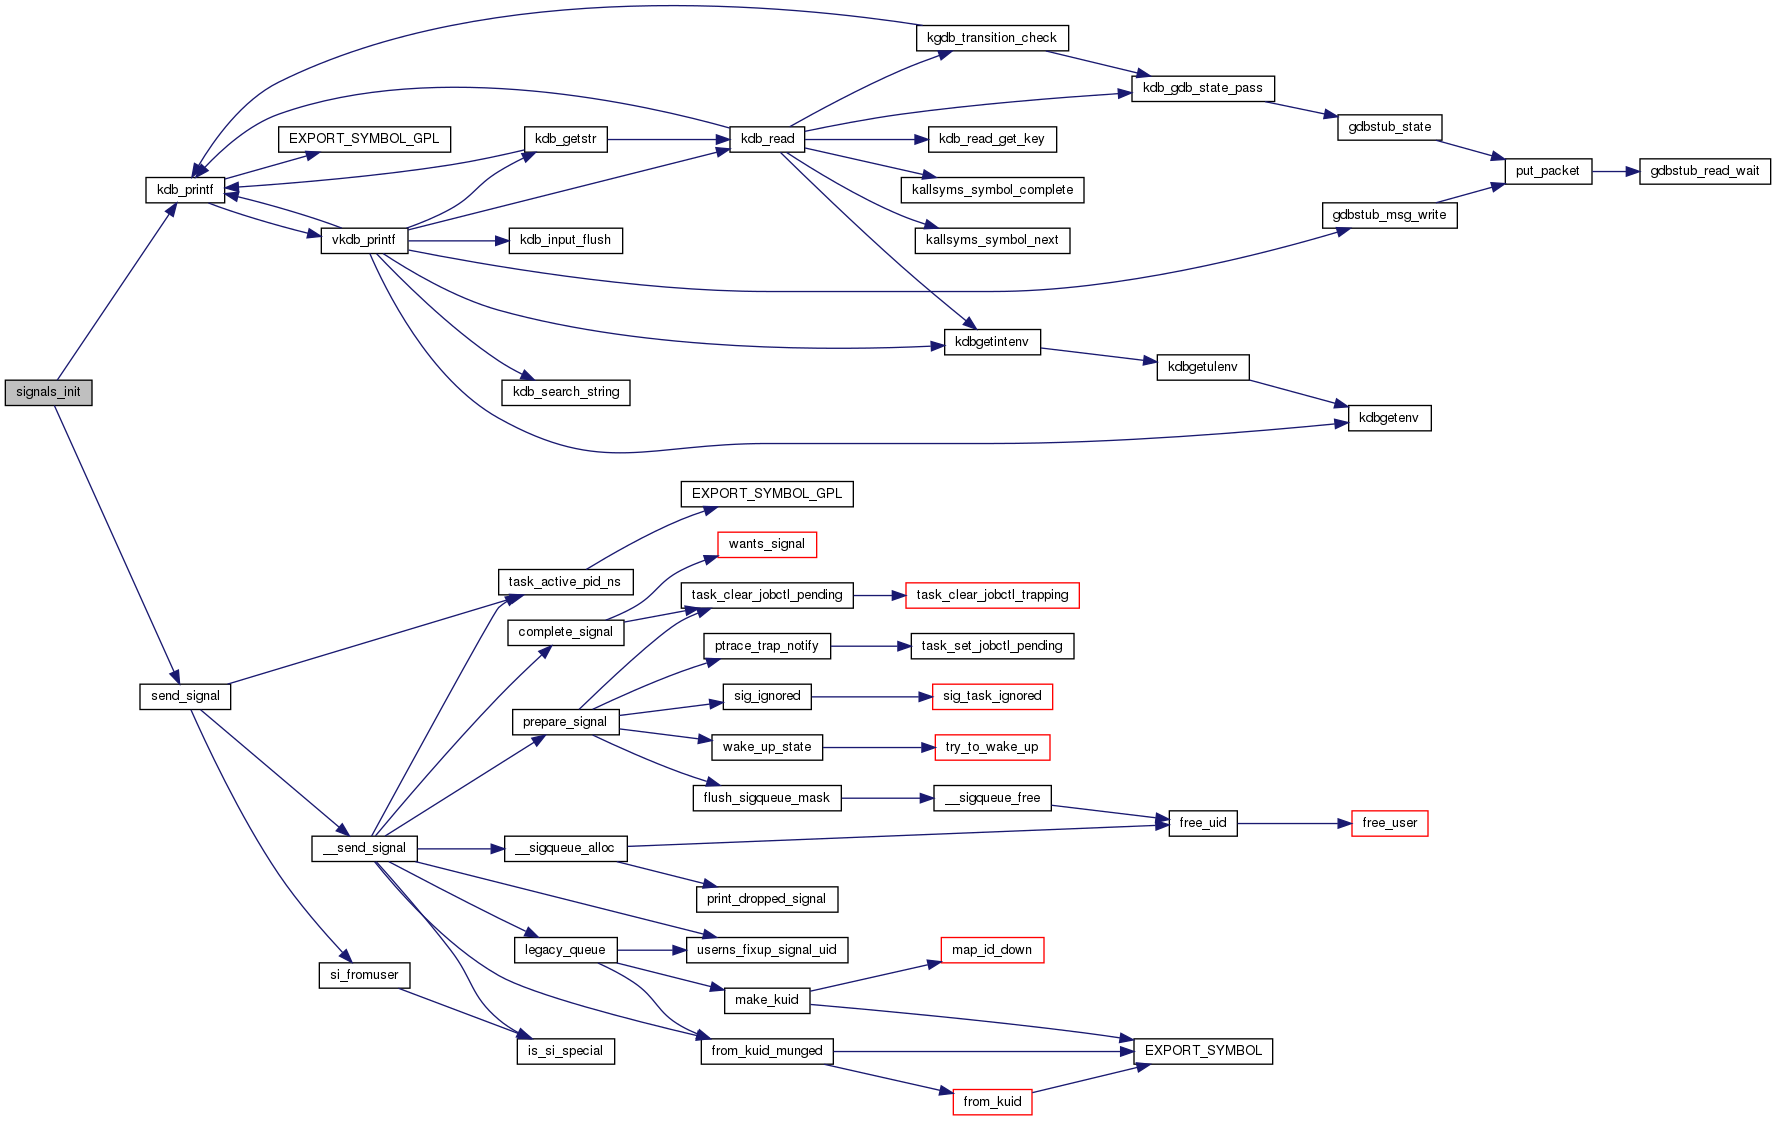 kgdb_transition_check
kdb_gdb_state_pass
gdbstub_state
EXPORT_SYMBOL_GPL
kdb_getstr
kdb_read
kdb_read_get_key
put_packet
gdbstub_read_wait
kdb_printf
kallsyms_symbol_complete
gdbstub_msg_write
vkdb_printf
kdb_input_flush
kallsyms_symbol_next
kdbgetintenv
kdbgetulenv
signals_init
kdb_search_string
kdbgetenv
EXPORT_SYMBOL_GPL
wants_signal
task_active_pid_ns
task_clear_jobctl_pending
task_clear_jobctl_trapping
complete_signal
ptrace_trap_notify
task_set_jobctl_pending
send_signal
sig_ignored
sig_task_ignored
prepare_signal
wake_up_state
try_to_wake_up
flush_sigqueue_mask
__sigqueue_free
free_uid
free_user
__send_signal
__sigqueue_alloc
print_dropped_signal
legacy_queue
userns_fixup_signal_uid
map_id_down
si_fromuser
make_kuid
is_si_special
from_kuid_munged
EXPORT_SYMBOL
from_kuid